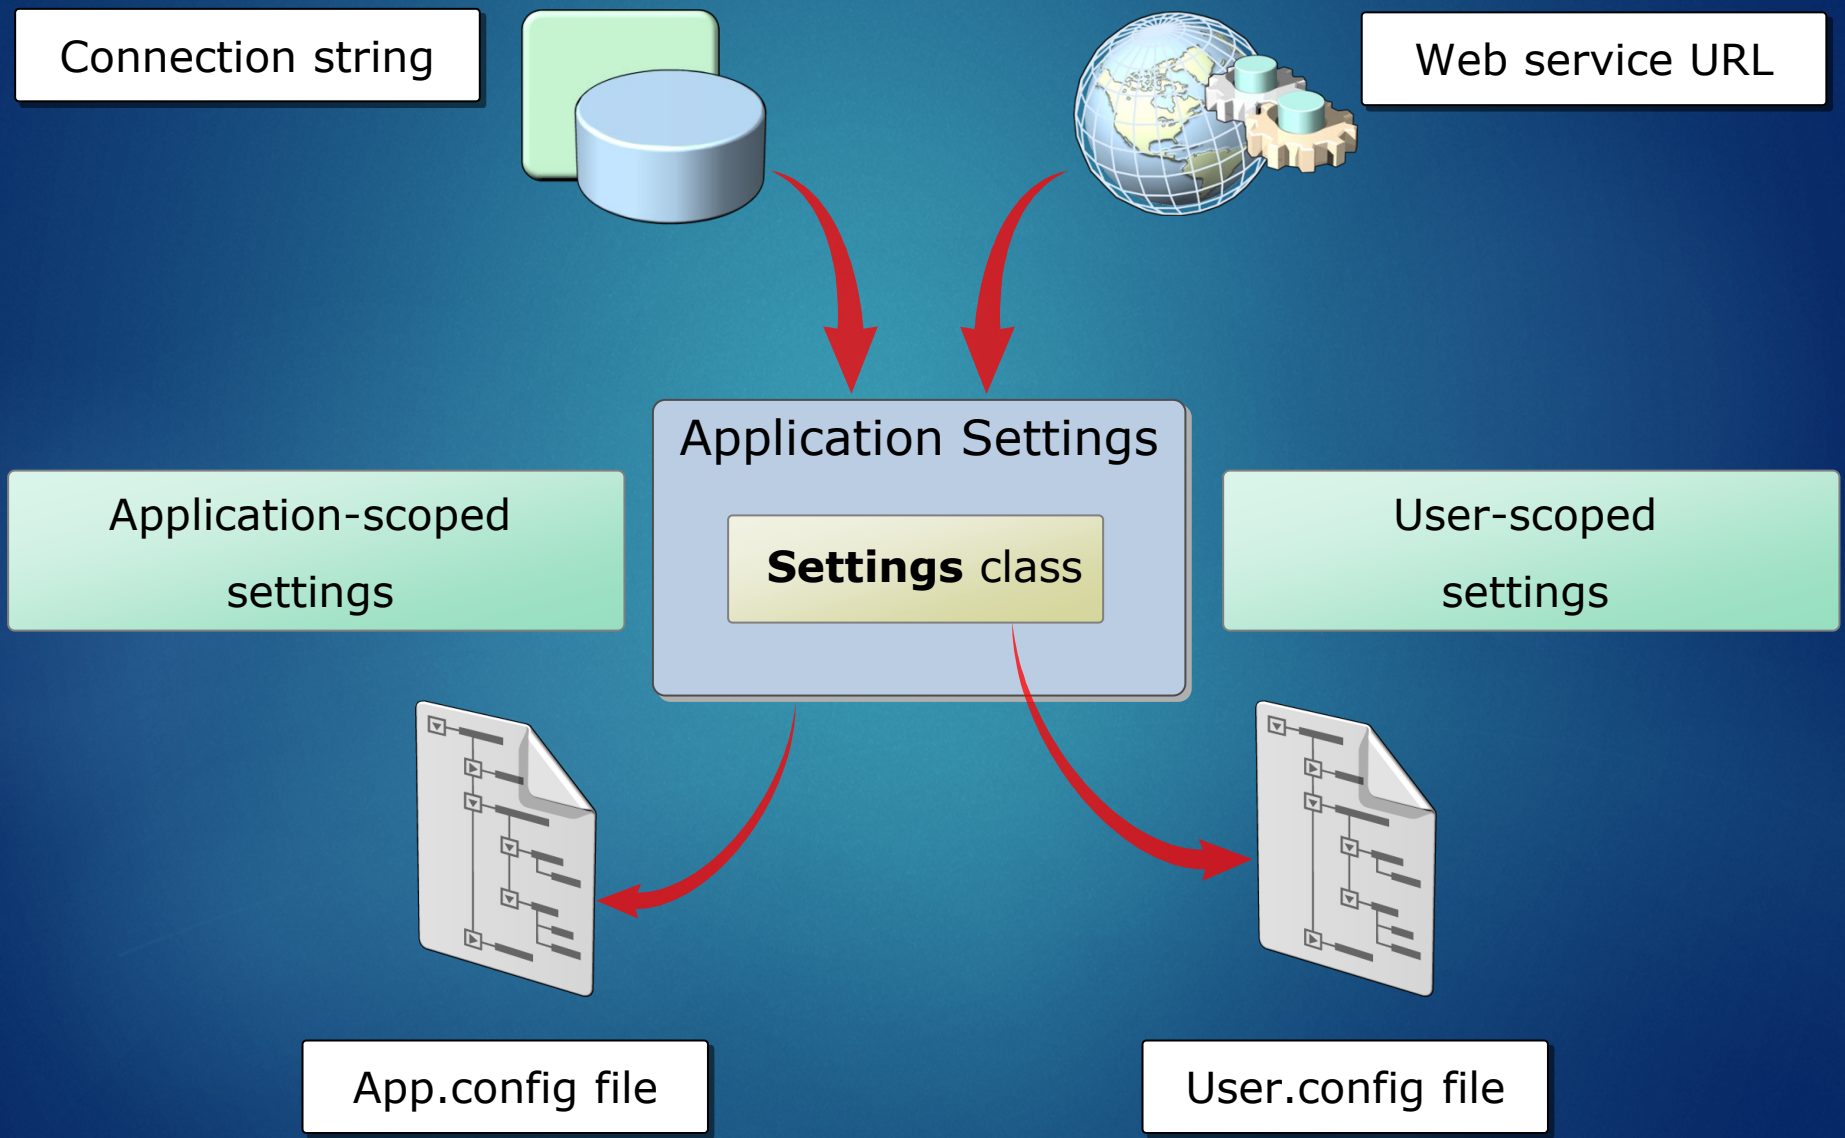 Connection string
Web service URL
Application Settings
Application-scoped
settings
Settings class
User-scoped
settings
App.config file
User.config file